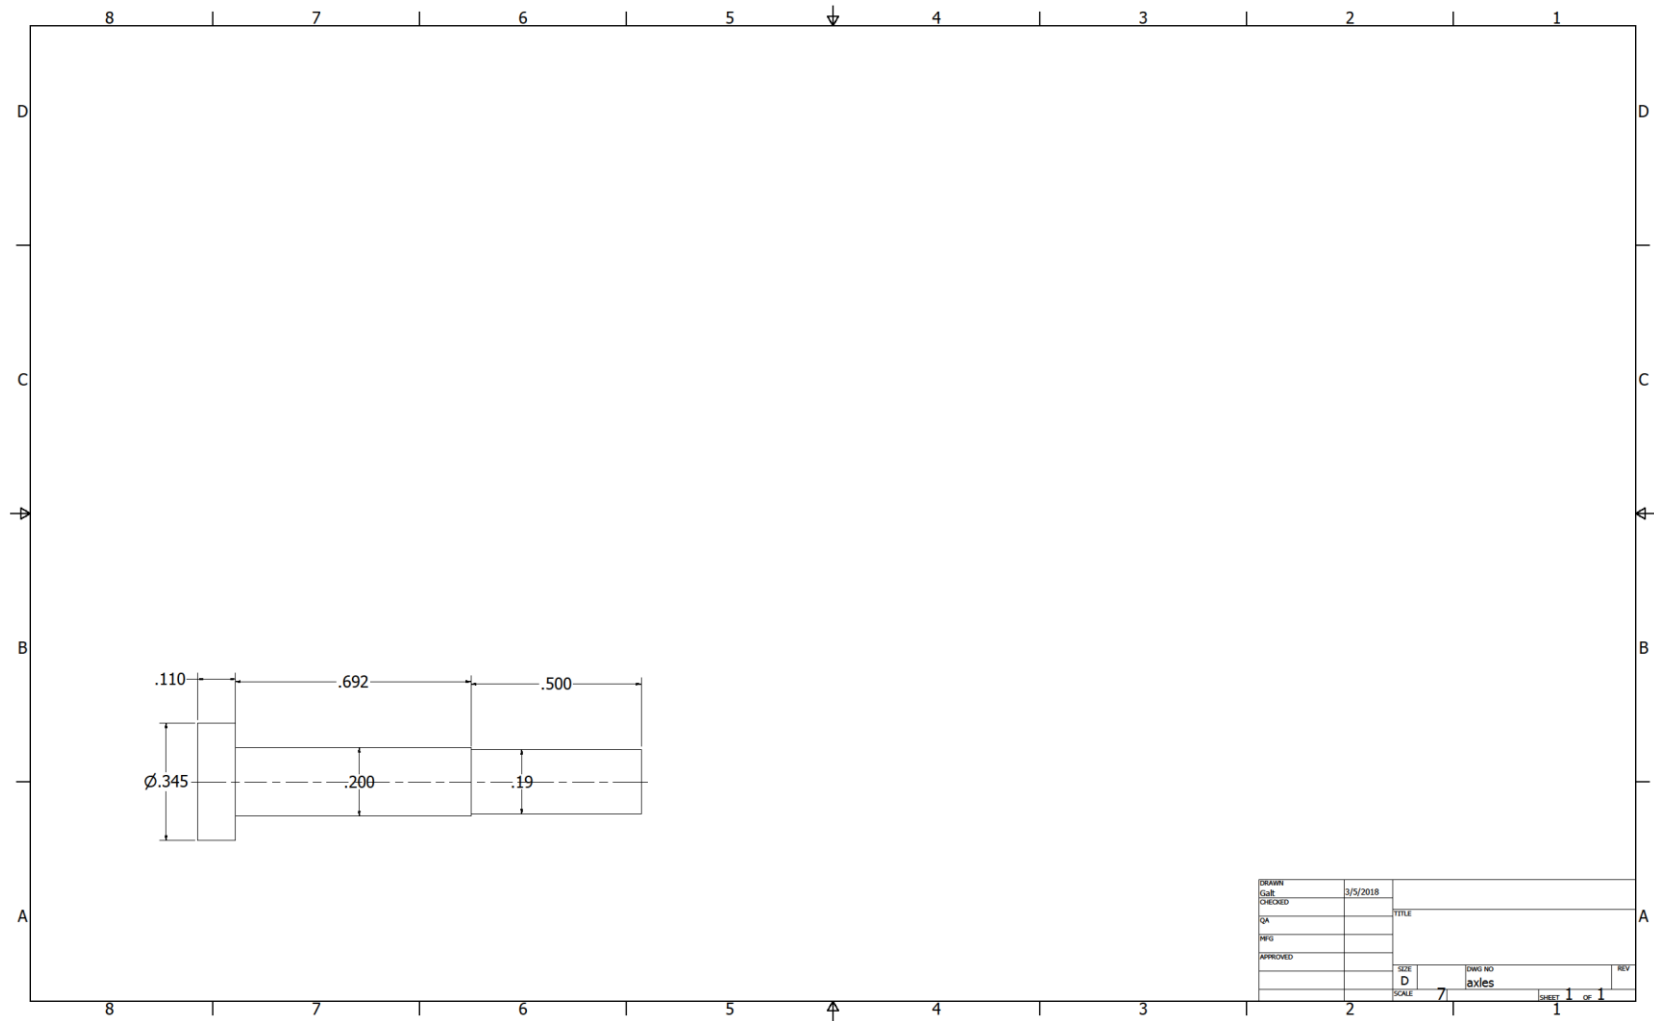 8 7 6 5 4 3 2 1
D D
C C
B B
.110 .692 .500
Ø.345 .200 .19
A A
DRAWN
Galt 3/5/2018
CHECKED
TITLE
QA
MFG
APPROVED
SIZE DWG NO REV
D axles
SCALE 7 SHEET 1 OF 1
8 7 6 5 4 3 2 1